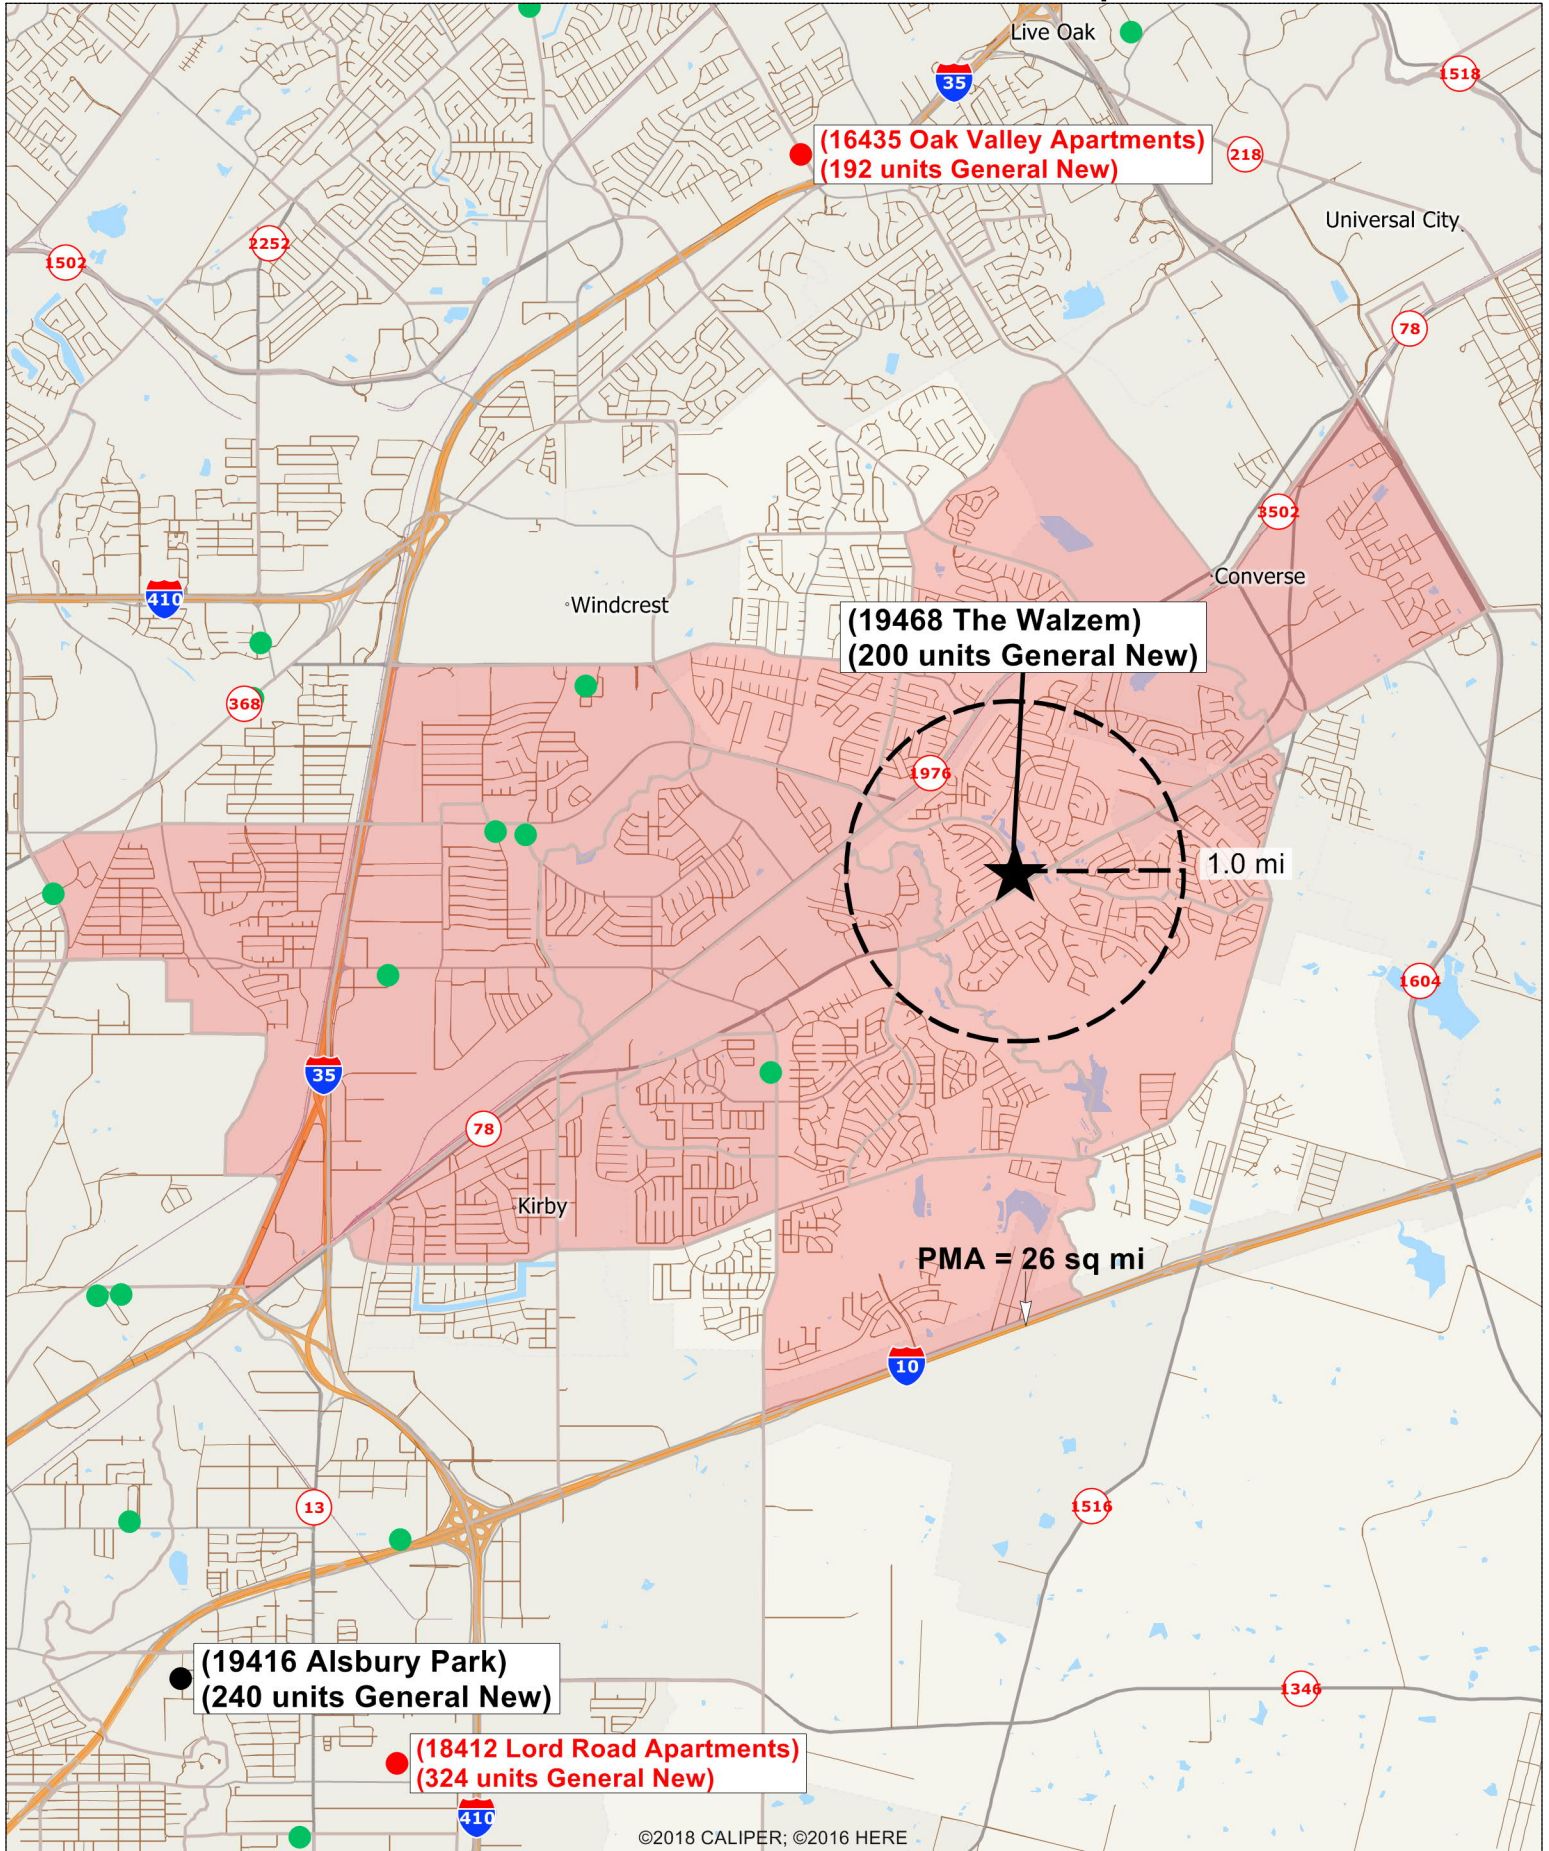 Live Oak
35
1518
(16435 Oak Valley Apartments)
(192 units General New)
218
Universal City
2252
1502
78
3502
Converse
410
Windcrest
(19468 The Walzem)
(200 units General New)
368
1976
1.0 mi
1604
35
78
Kirby
PMA = 26 sq mi
10
13
1516
(19416 Alsbury Park)
(240 units General New)
1346
(18412 Lord Road Apartments)
(324 units General New)
410
©2018 CALIPER; ©2016 HERE